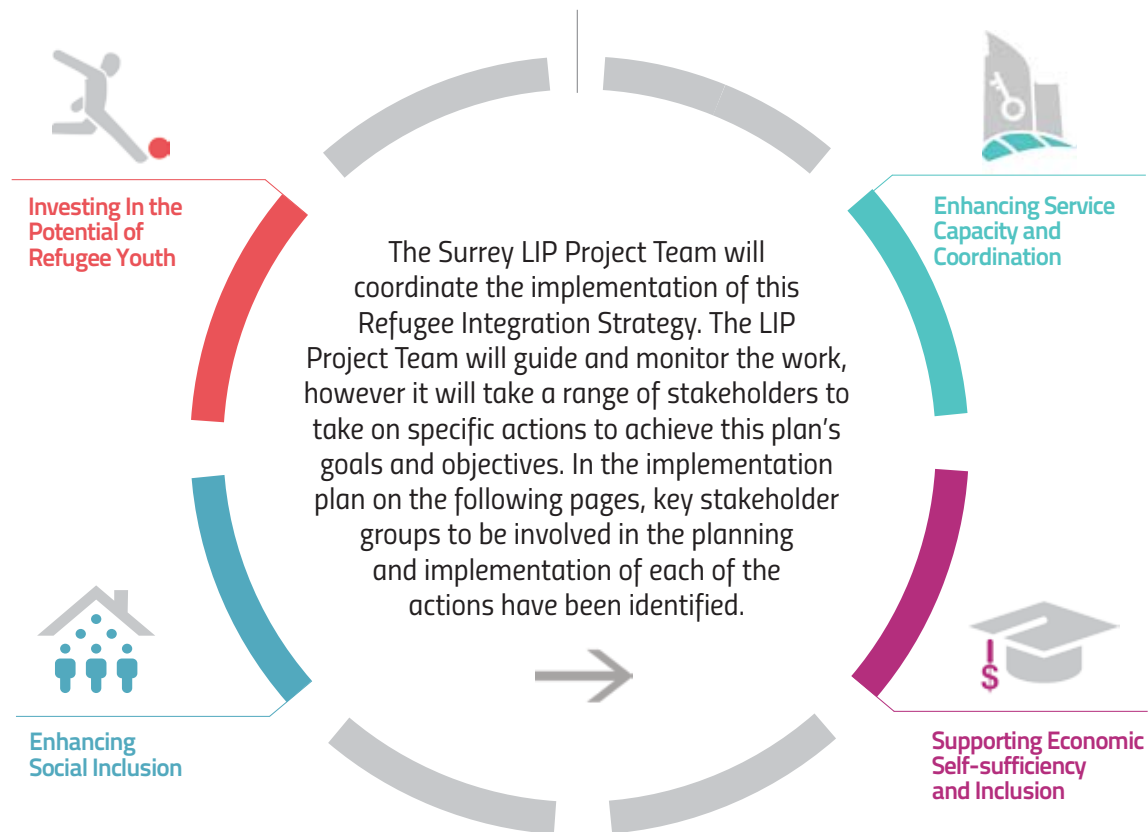 Investing In the
Potential of
Refugee Youth
Enhancing Service
Capacity and
Coordination
The Surrey LIP Project Team will
coordinate the implementation of this
Refugee Integration Strategy. The LIP
Project Team will guide and monitor the work,
however it will take a range of stakeholders to
take on specific actions to achieve this plan’s
goals and objectives. In the implementation
plan on the following pages, key stakeholder
groups to be involved in the planning
and implementation of each of the
actions have been identified.
$
Enhancing
Social Inclusion
Supporting Economic
Self-sufficiency
and Inclusion